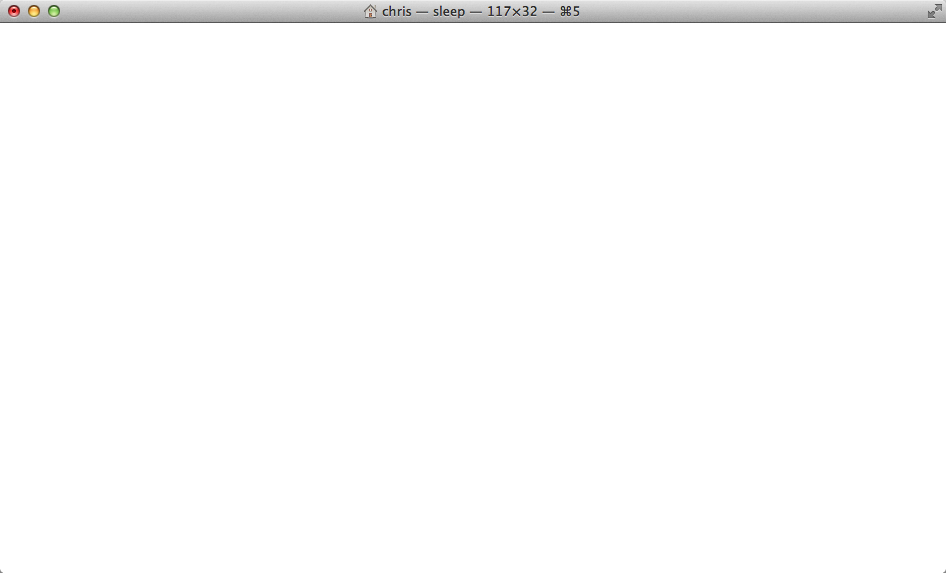 chris — sleep — 117×32 — ⌘5